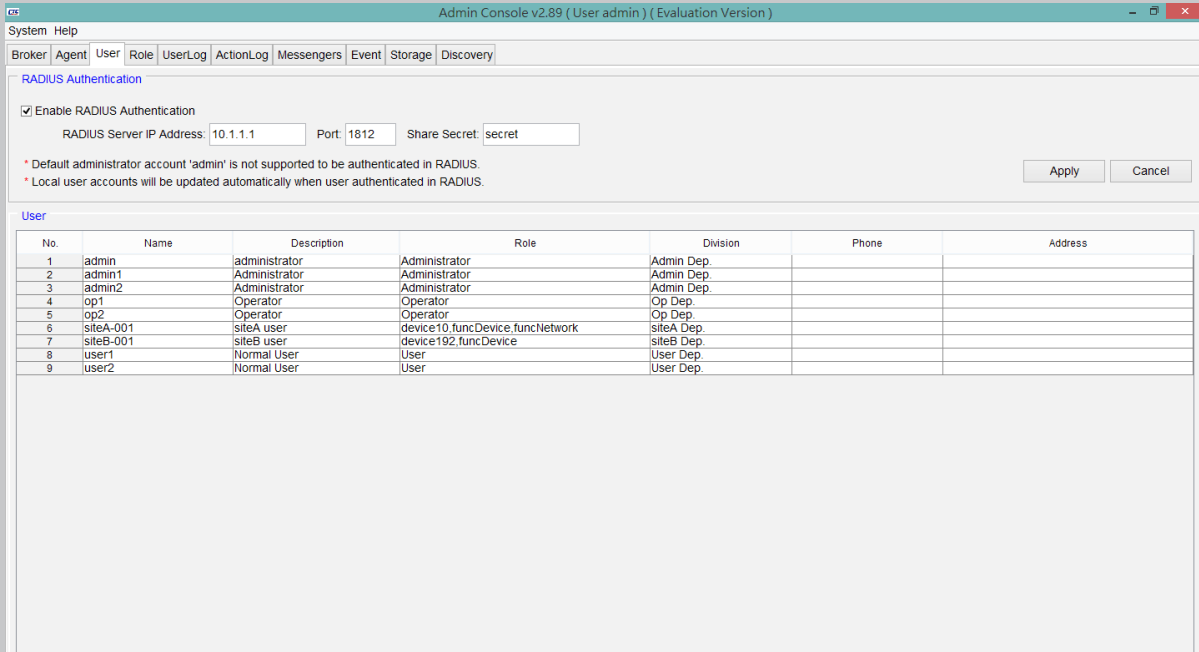 CTS Admin Console v2.89 ( User admin ) ( Evaluation Version )
System Help
Broker Agent User Role UserLog ActionLog Messengers Event Storage Discovery
RADIUS Authentication
Enable RADIUS Authentication
RADIUS Server IP Address: 10.1.1.1 Port: 1812 Share Secret: secret
* Default administrator account 'admin' is not supported to be authenticated in RADIUS.
* Local user accounts will be updated automatically when user authenticated in RADIUS.
Apply Cancel
User
No. Name Description Role Division Phone Address
1 admin administrator Administrator Admin Dep.
2 admin1 Administrator Administrator Admin Dep.
3 admin2 Administrator Administrator Admin Dep.
4 op1 Operator Operator Op Dep.
5 op2 Operator Operator Op Dep.
6 siteA-001 siteA user device10,funcDevice,funcNetwork siteA Dep.
7 siteB-001 siteB user device192,funcDevice siteB Dep.
8 user1 Normal User User User Dep.
9 user2 Normal User User User Dep.